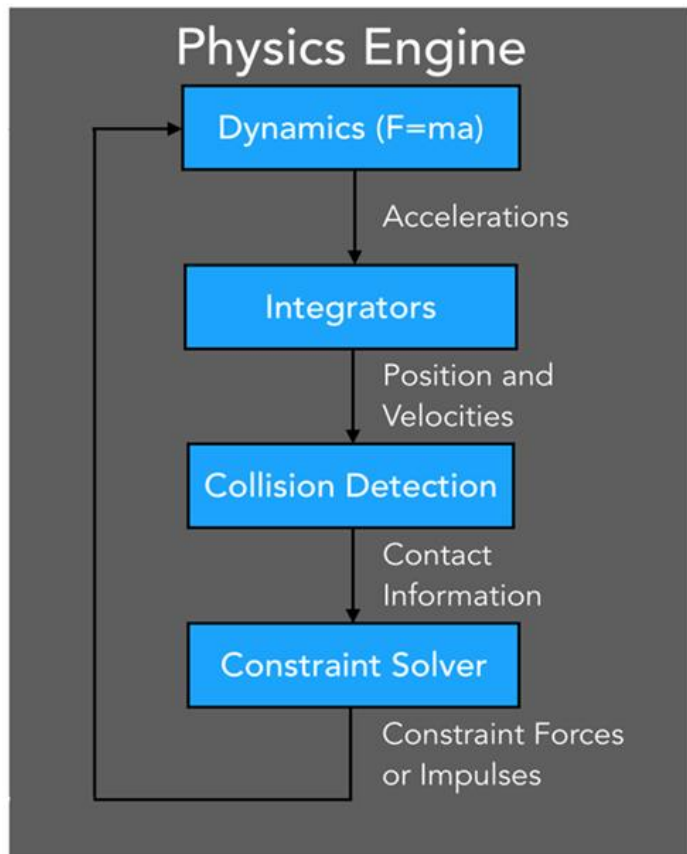 Physics Engine
Dynamics (F=ma)
Accelerations
Integrators
Position and
Velocities
Collision Detection
Contact
Information
Constraint Solver
Constraint Forces
or Impulses